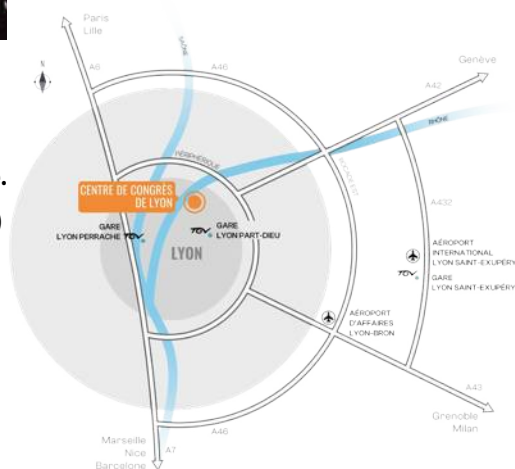 Paris
Lille
N
A6
SAÔNE
A46
Genève
A42
RHÔNE
PÉRIPHÉRIQUE
CENTRE DE CONGRÈS
DE LYON
GARE
LYON PERRACHE TGV
TGV GARE
LYON PART-DIEU
LYON
A432
AÉROPORT
INTERNATIONAL
LYON SAINT-EXUPÉRY
TGV GARE
LYON SAINT-EXUPÉRY
AÉROPORT
D'AFFAIRES
LYON-BRON
A43
Grenoble
Milan
A46
Marseille
Nice
Barcelone
A7